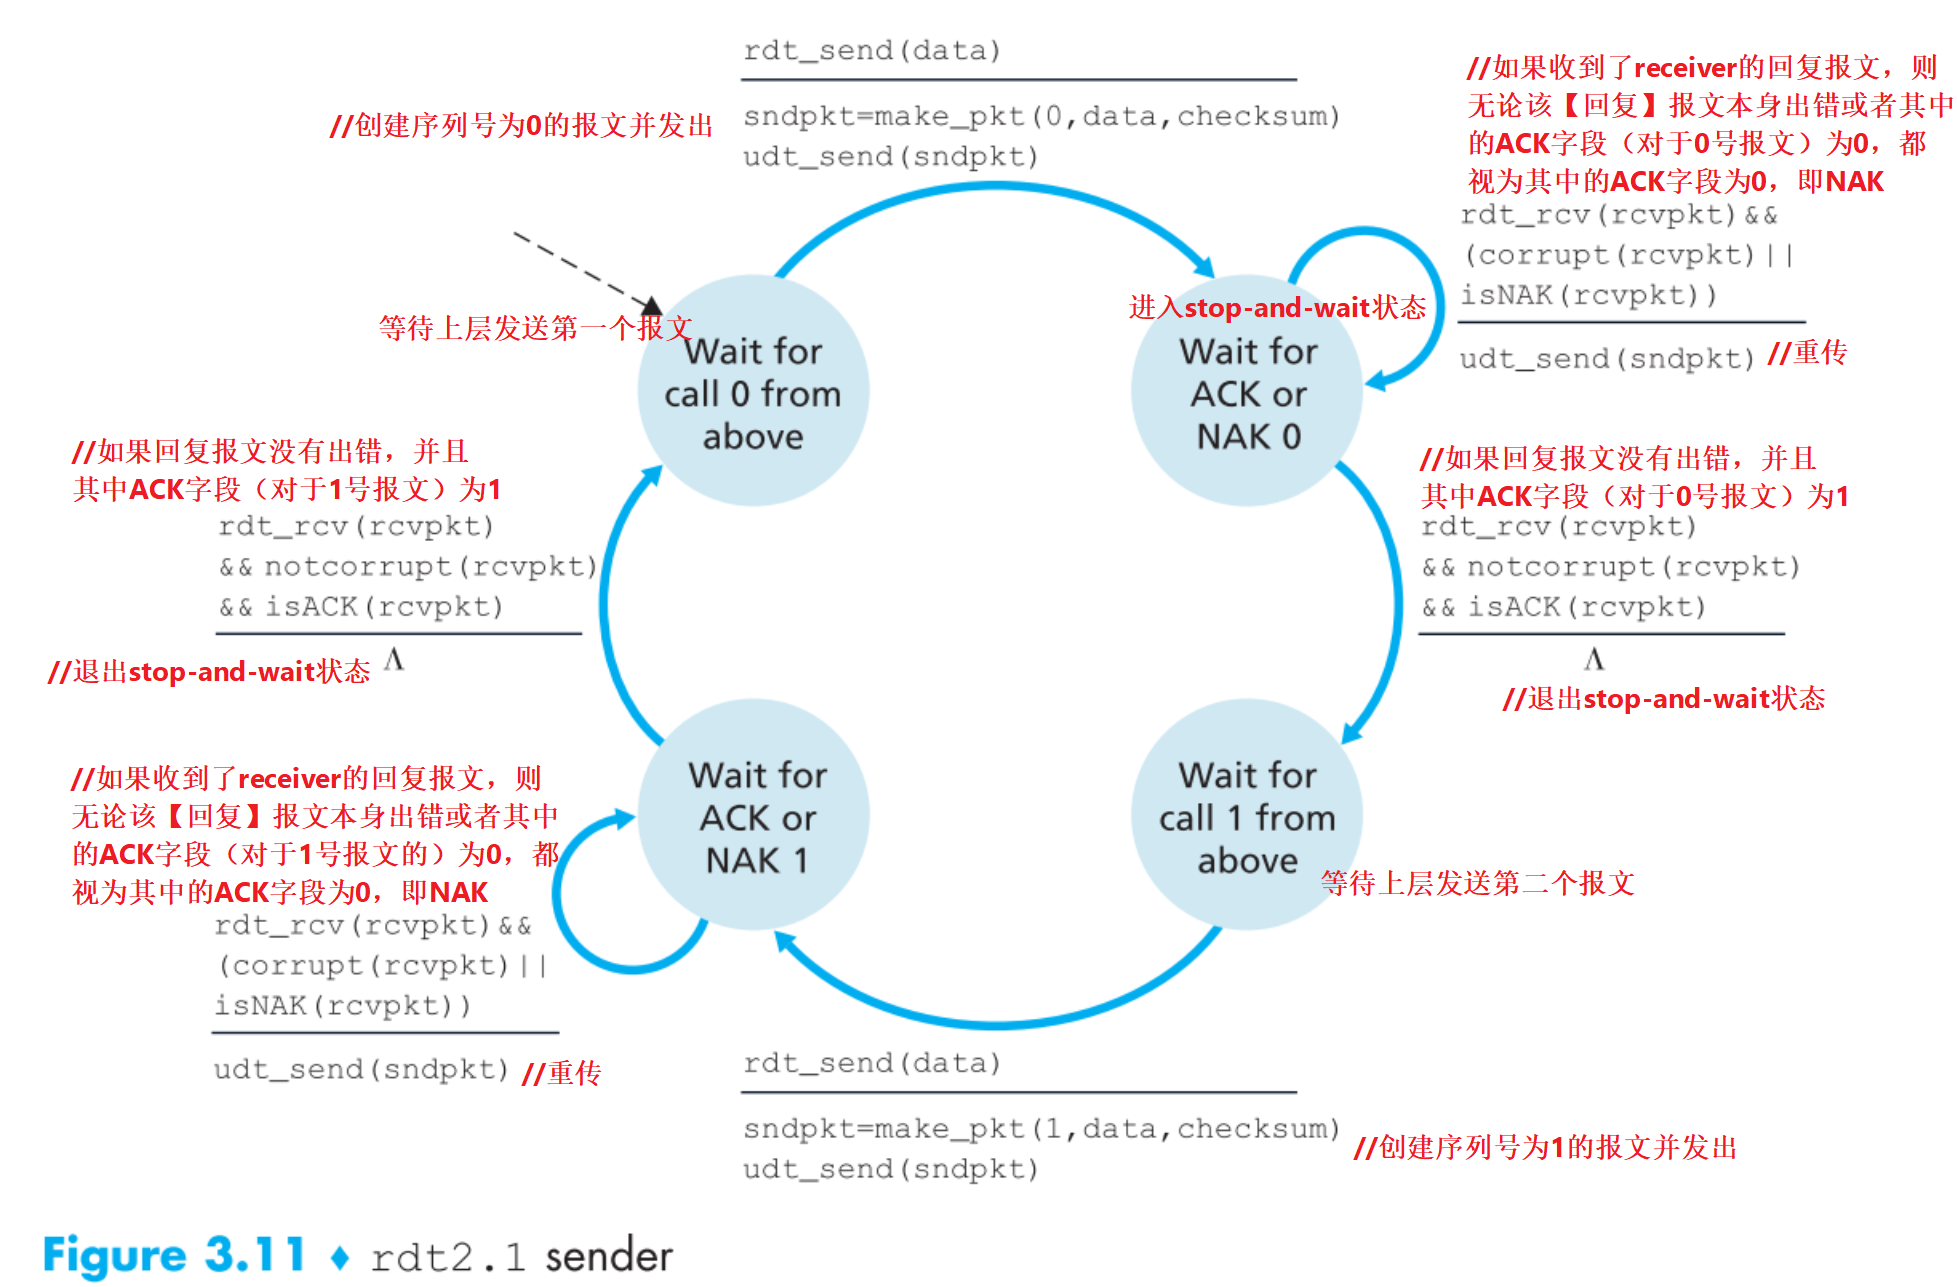 rdt_send(data)
//创建序列号为0的报文并发出
sndpkt=make_pkt(0,data,checksum)
udt_send(sndpkt)
//如果收到了receiver的回复报文，则
无论该【回复】报文本身出错或者其中
的ACK字段（对于0号报文）为0，都
视为其中的ACK字段为0，即NAK
rdt_rcv(rcvpkt)&&
(corrupt(rcvpkt)||
isNAK(rcvpkt))
udt_send(sndpkt) //重传
等待上层发送第一个报文
Wait for
call 0 from
above
进入stop-and-wait状态
Wait for
ACK or
NAK 0
//如果回复报文没有出错，并且
其中ACK字段（对于1号报文）为1
rdt_rcv(rcvpkt)
&& notcorrupt(rcvpkt)
&& isACK(rcvpkt)
Λ
//退出stop-and-wait状态
//如果回复报文没有出错，并且
其中ACK字段（对于0号报文）为1
rdt_rcv(rcvpkt)
&& notcorrupt(rcvpkt)
&& isACK(rcvpkt)
Λ
//退出stop-and-wait状态
//如果收到了receiver的回复报文，则
无论该【回复】报文本身出错或者其中
的ACK字段（对于1号报文的）为0，都
视为其中的ACK字段为0，即NAK
rdt_rcv(rcvpkt)&&
(corrupt(rcvpkt)||
isNAK(rcvpkt))
udt_send(sndpkt) //重传
Wait for
ACK or
NAK 1
Wait for
call 1 from
above
等待上层发送第二个报文
rdt_send(data)
sndpkt=make_pkt(1,data,checksum)
udt_send(sndpkt)
//创建序列号为1的报文并发出
Figure 3.11 ♦ rdt2.1 sender